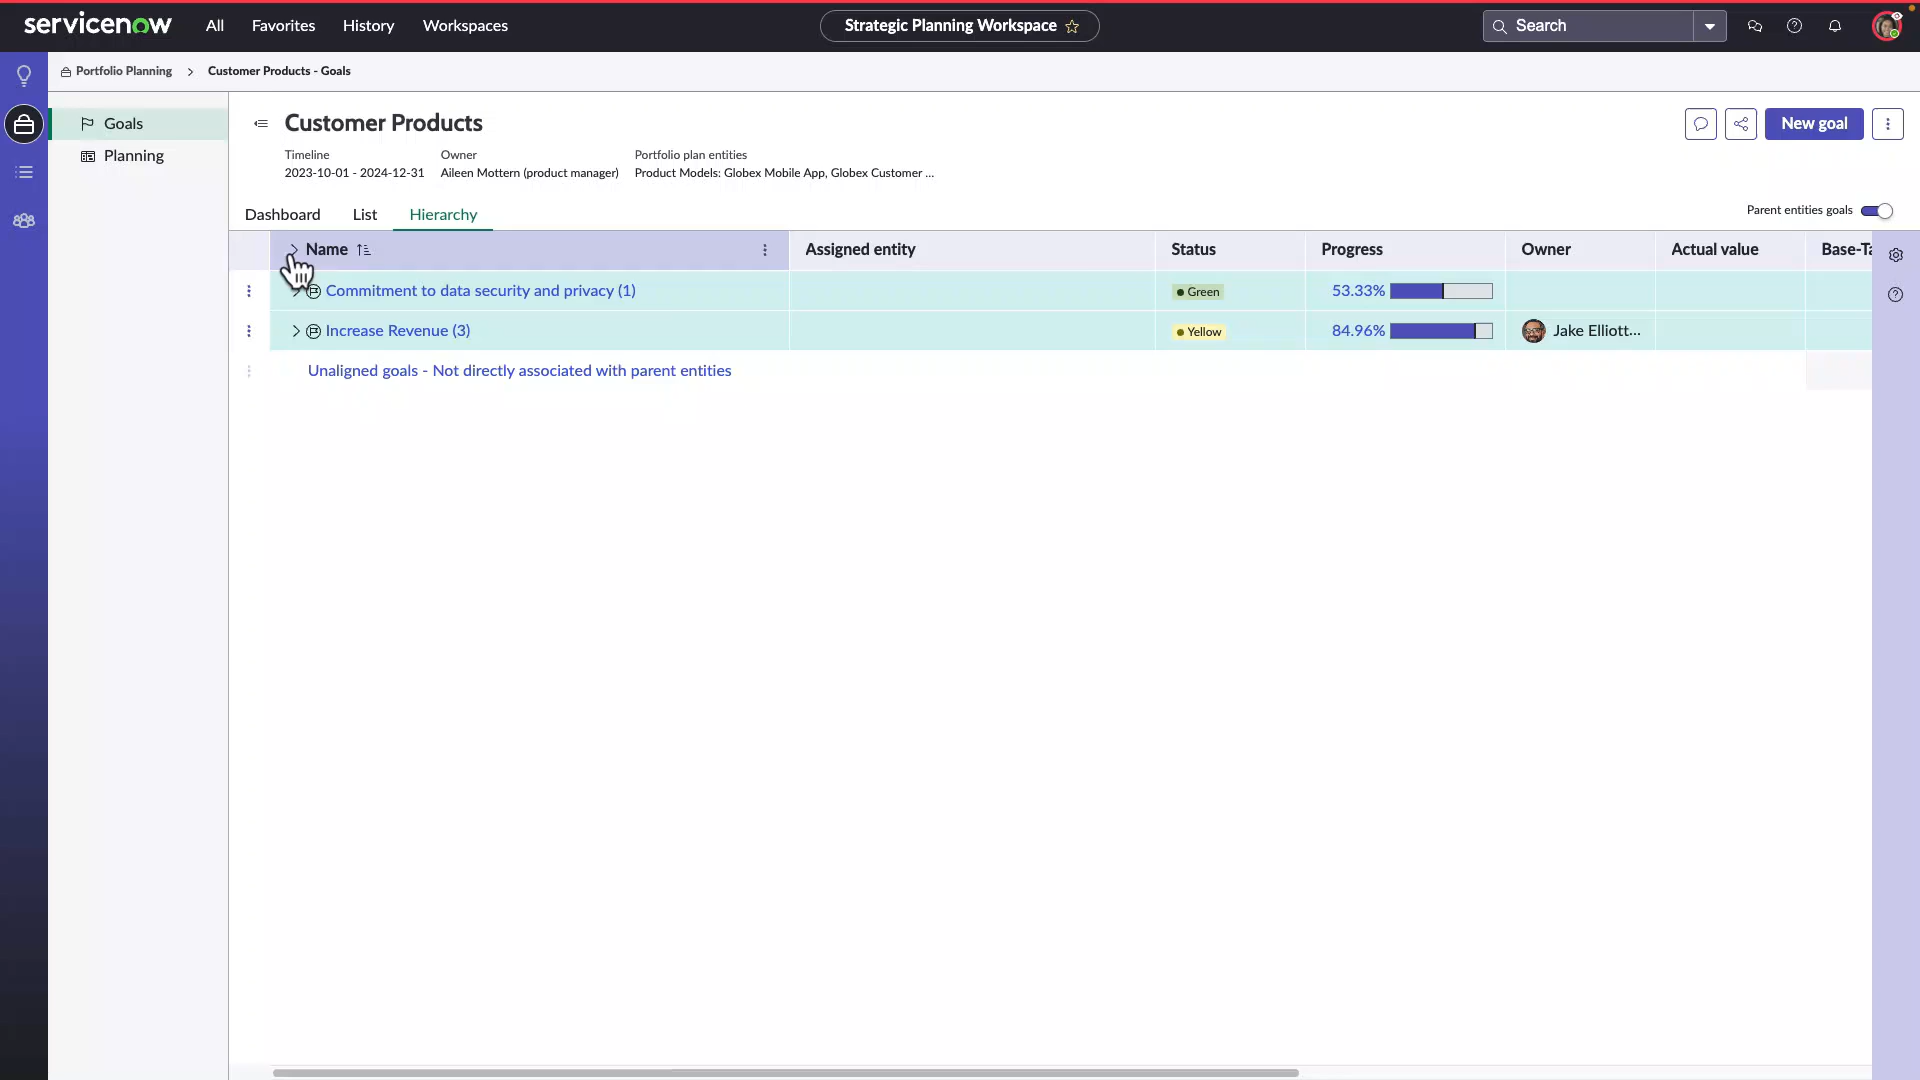 servicenow All Favorites History Workspaces Strategic Planning Workspace Search
Portfolio Planning > Customer Products - Goals
Goals
Planning
Customer Products
New goal
Timeline Owner Portfolio plan entities
2023-10-01 - 2024-12-31 Aileen Mottern (product manager) Product Models: Globex Mobile App, Globex Customer ...
Dashboard List Hierarchy
Parent entities goals
Name Assigned entity Status Progress Owner Actual value Base-Ta
Commitment to data security and privacy (1) Green 53.33%
Increase Revenue (3) Yellow 84.96% Jake Elliott...
Unaligned goals - Not directly associated with parent entities